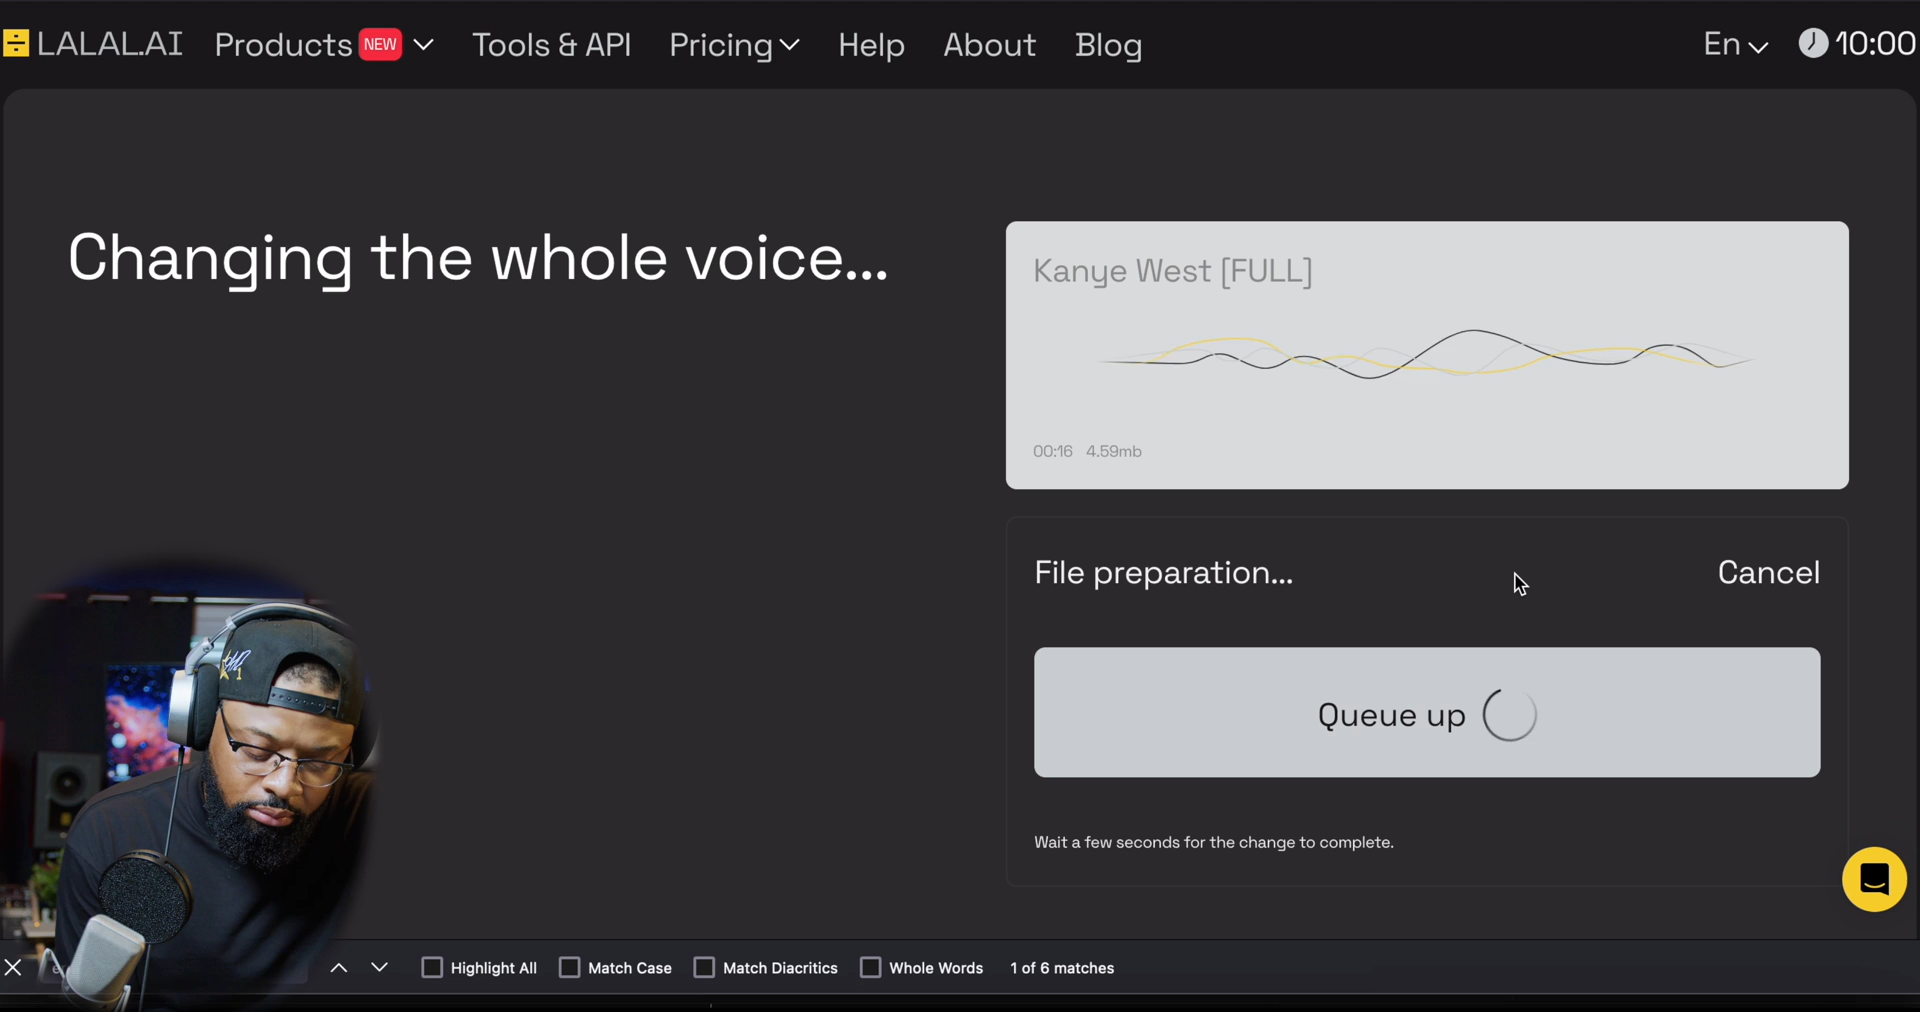 LALAL.AI Products NEW Tools & API Pricing Help About Blog En 10:00
Changing the whole voice...
Kanye West [FULL]
00:16 4.59mb
File preparation... Cancel
Queue up
Wait a few seconds for the change to complete.
Highlight All Match Case Match Diacritics Whole Words 1 of 6 matches